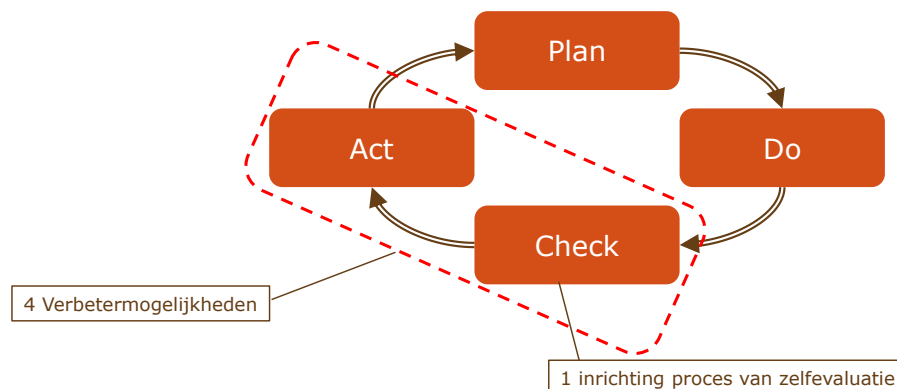 Plan
Act
Do
Check
4 Verbetermogelijkheden
1 inrichting proces van zelfevaluatie